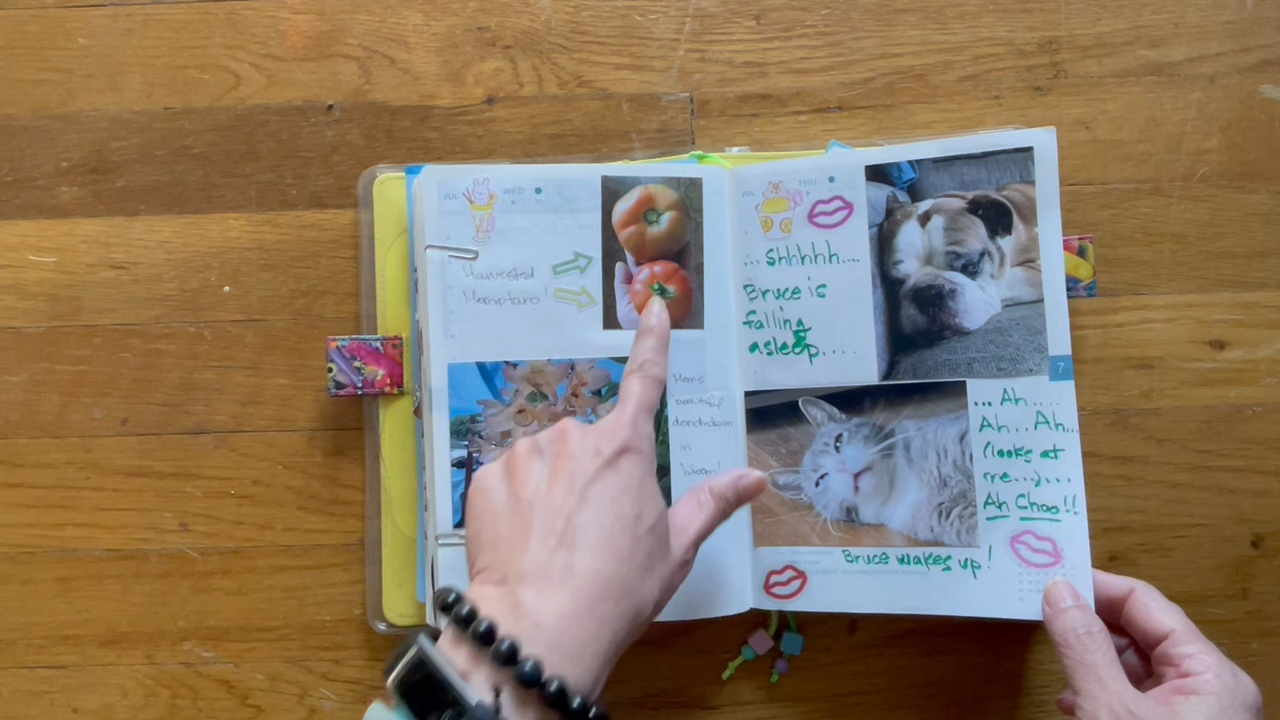 JUL WED
Harvested
Momotaro!
Mom's
beautiful
in
bloom!
JUL THU
... Shhhhh....
Bruce is
falling
asleep....
7
... Ah....
Ah.. Ah...
(looks at
me...)...
Ah Choo!!
Bruce wakes up!